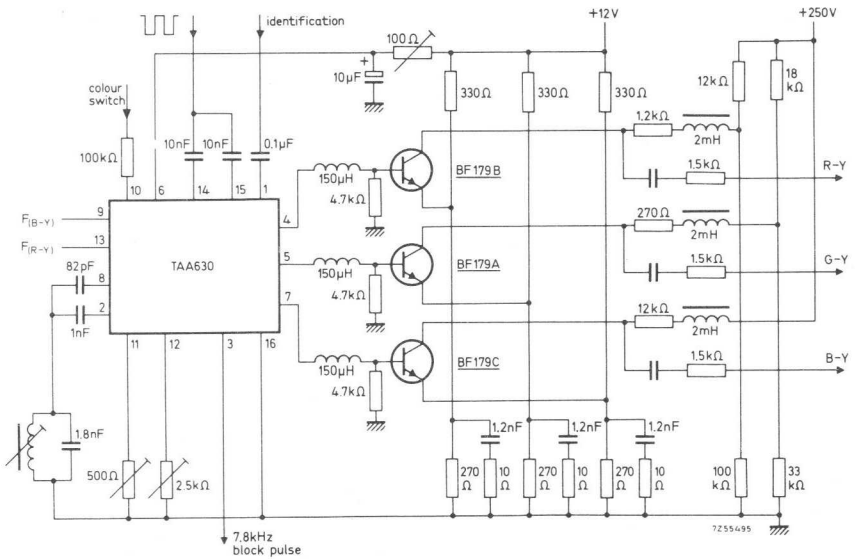 identification
+12V
+250V
100Ω
+
10µF
colour
switch
330Ω
330Ω
330Ω
12kΩ
18
kΩ
1.2kΩ
2mH
100kΩ
10nF
10nF
0.1µF
1.5kΩ
R-Y
150µH
BF179B
4.7kΩ
10
6
14
15
1
4
F(B-Y)
9
270Ω
2mH
F(R-Y)
13
TAA630
5
82pF
8
150µH
BF179A
1.5kΩ
G-Y
4.7kΩ
7
12kΩ
2mH
2
1nF
11
12
3
16
150µH
BF179C
1.5kΩ
B-Y
4.7kΩ
1.8nF
1.2nF
1.2nF
1.2nF
500Ω
2.5kΩ
270
Ω
10
Ω
270
Ω
10
Ω
270
Ω
10
Ω
100
kΩ
33
kΩ
7.8kHz
block pulse
7Z55495